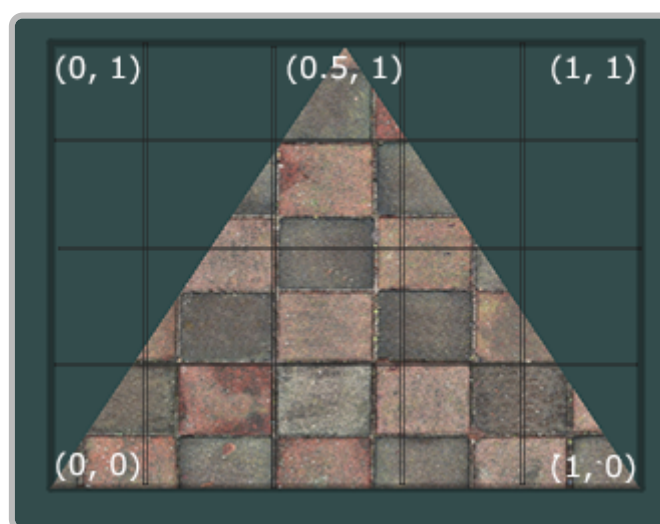 (0, 1) (0.5, 1) (1, 1)
(0, 0) (1, 0)